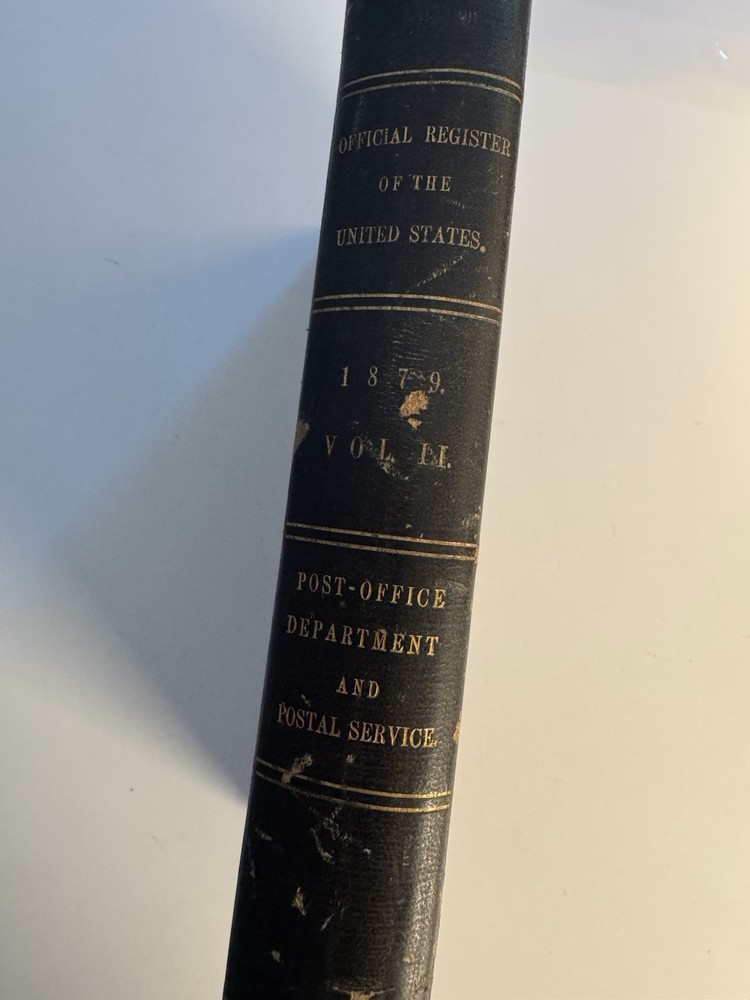 OFFICIAL REGISTER
OF THE
UNITED STATES.
1879.
VOL. II.
POST-OFFICE
DEPARTMENT
AND
POSTAL SERVICE.